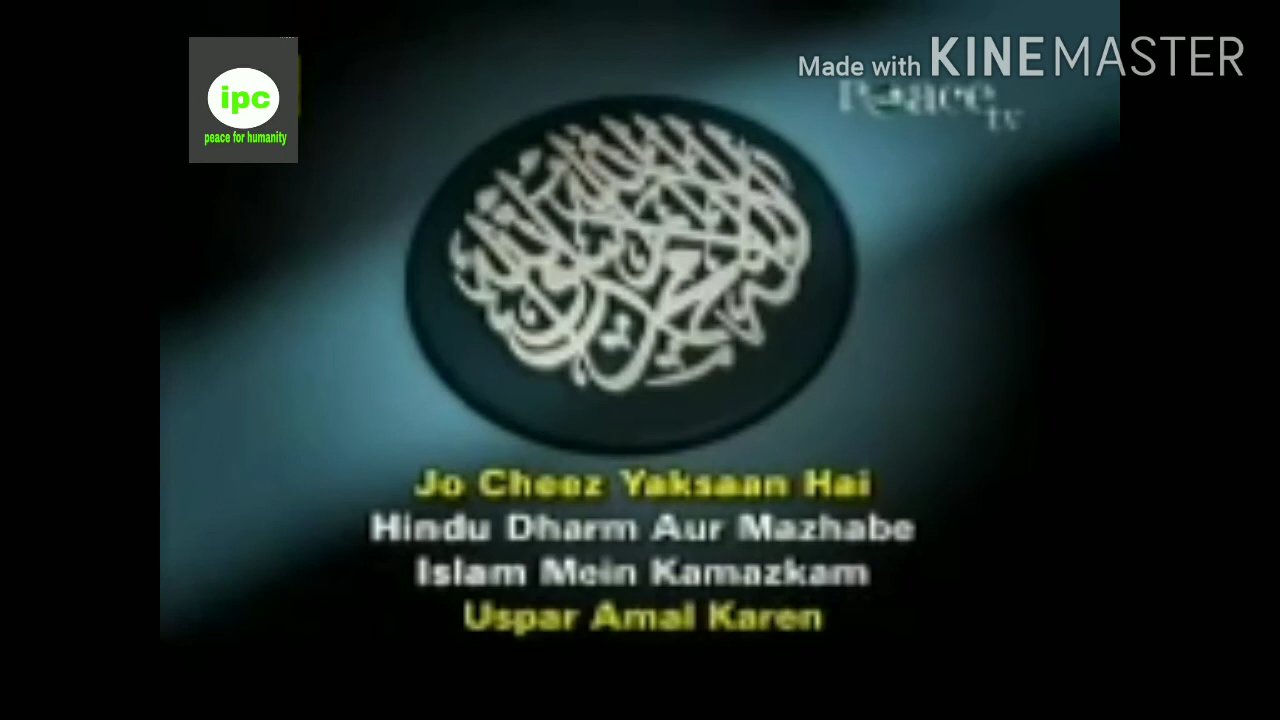 Made with KINEMASTER
ipc
peace for humanity
Peace
tv
Jo Cheez Yaksaan Hai
Hindu Dharm Aur Mazhabe
Islam Mein Kamazkam
Uspar Amal Karen